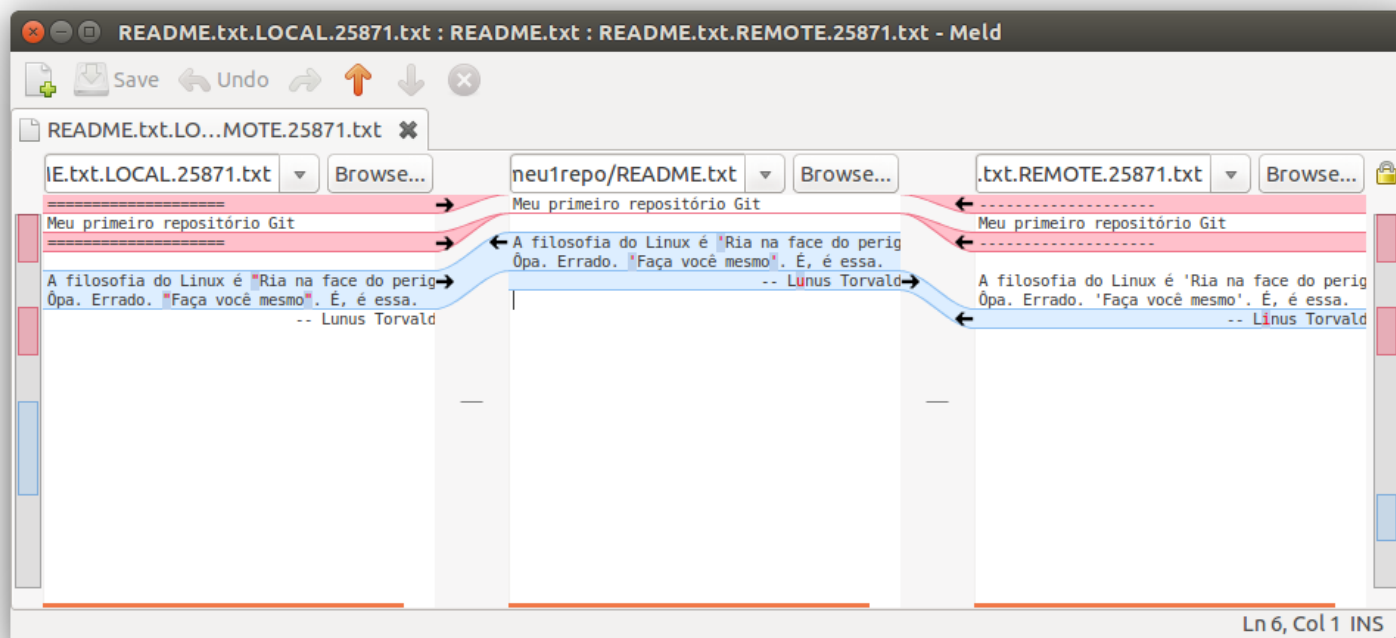 README.txt.LOCAL.25871.txt : README.txt : README.txt.REMOTE.25871.txt - Meld
Save Undo
README.txt.LO...MOTE.25871.txt
E.txt.LOCAL.25871.txt Browse...
neu1repo/README.txt Browse...
.txt.REMOTE.25871.txt Browse...
====================
Meu primeiro repositório Git
====================
A filosofia do Linux é "Ria na face do perig
Ôpa. Errado. "Faça você mesmo". É, é essa.
-- Lunus Torvald
Meu primeiro repositório Git
A filosofia do Linux é 'Ria na face do perig
Ôpa. Errado. 'Faça você mesmo'. É, é essa.
-- Lunus Torvald
--------------------
Meu primeiro repositório Git
--------------------
A filosofia do Linux é 'Ria na face do perig
Ôpa. Errado. 'Faça você mesmo'. É, é essa.
-- Linus Torvald
Ln 6, Col 1 INS